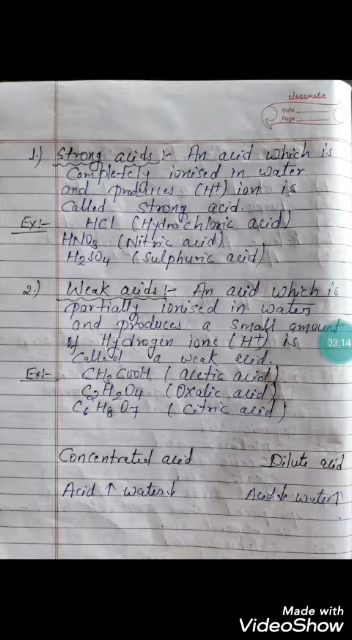 classmate
Date
Page
1.) Strong acids :- An acid which is
completely ionised in water
and produces (H+) ion is
called strong acid.
Ex:- HCl (Hydrochloric acid)
HNO3 (Nitric acid)
H2SO4 (Sulphuric acid)
2.) Weak acids :- An acid which is
partially ionised in water
and produces a small amount
of Hydrogen ions (H+) is
03:14
called a weak acid.
Ex:- CH3COOH (Acetic acid)
C2H2O4 (Oxalic acid)
C6H8O7 (Citric acid)
Concentrated acid Dilute acid
Acid ↑ water ↓ Acid ↓ water ↑
Made with
VideoShow